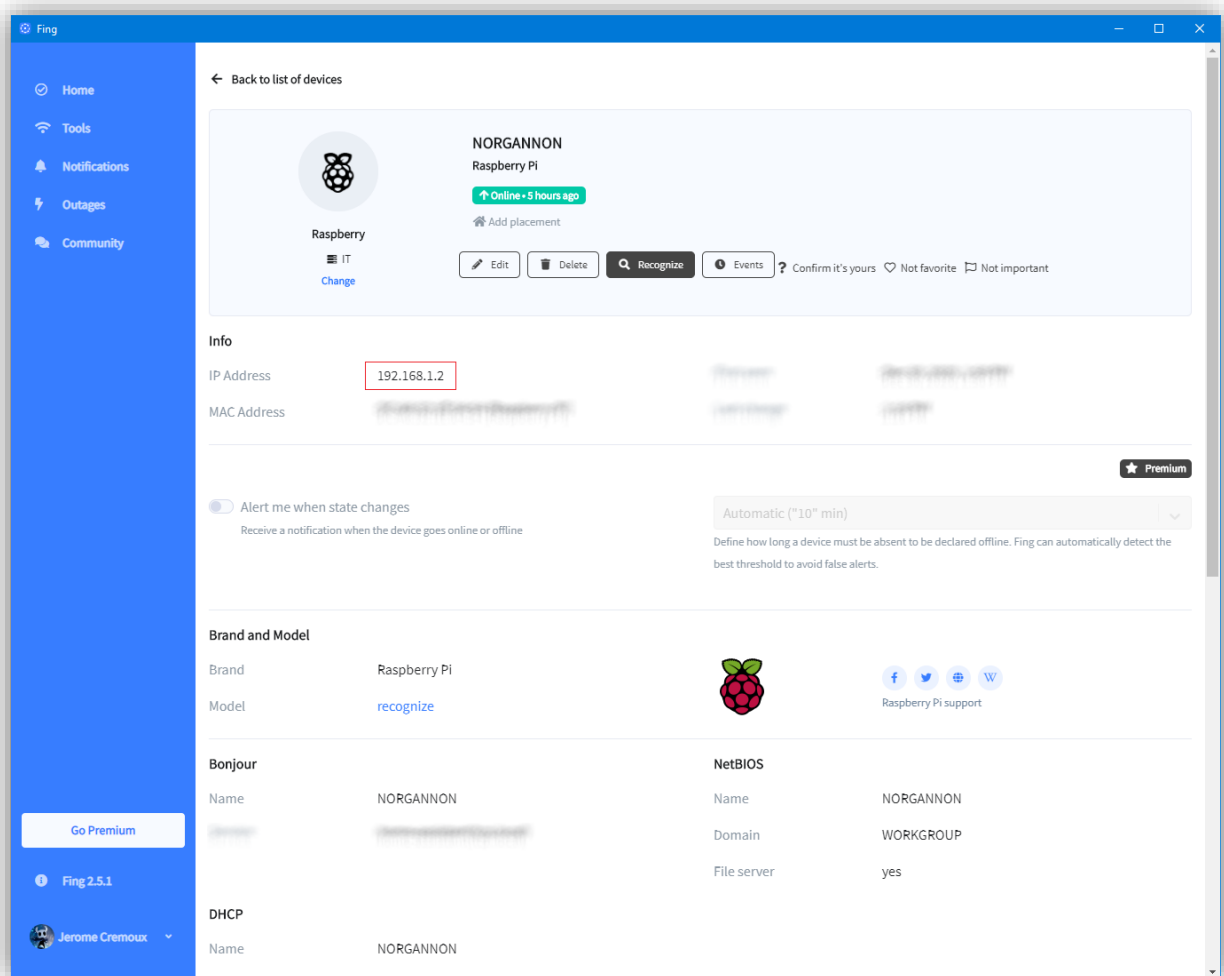 Fing
Home
Tools
Notifications
Outages
Community
Go Premium
Fing 2.5.1
Jerome Cremoux
Back to list of devices
Raspberry
IT
Change
NORGANNON
Raspberry Pi
Online • 5 hours ago
Add placement
Edit Delete Recognize Events ? Confirm it's yours Not favorite Not important
Info
IP Address 192.168.1.2
MAC Address
Premium
Alert me when state changes
Receive a notification when the device goes online or offline
Automatic ("10" min)
Define how long a device must be absent to be declared offline. Fing can automatically detect the
best threshold to avoid false alerts.
Brand and Model
Brand Raspberry Pi
Model recognize
W
Raspberry Pi support
Bonjour
Name NORGANNON
NetBIOS
Name NORGANNON
Domain WORKGROUP
File server yes
DHCP
Name NORGANNON